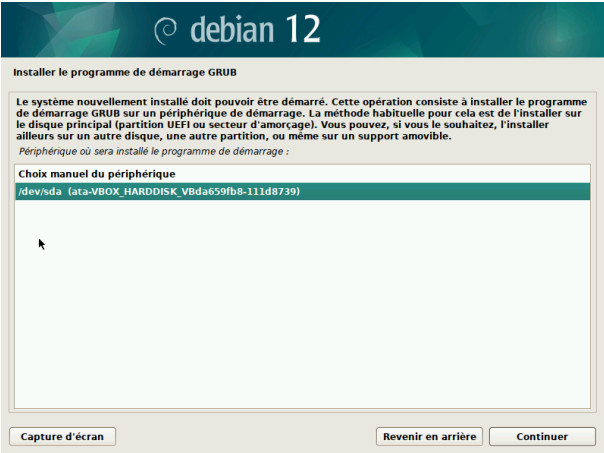 debian 12
Installer le programme de démarrage GRUB
Le système nouvellement installé doit pouvoir être démarré. Cette opération consiste à installer le programme
de démarrage GRUB sur un périphérique de démarrage. La méthode habituelle pour cela est de l'installer sur
le disque principal (partition UEFI ou secteur d'amorçage). Vous pouvez, si vous le souhaitez, l'installer
ailleurs sur un autre disque, une autre partition, ou même sur un support amovible.
Périphérique où sera installé le programme de démarrage :
Choix manuel du périphérique
/dev/sda (ata-VBOX_HARDDISK_VBda659fb8-111d8739)
Capture d'écran
Revenir en arrière
Continuer